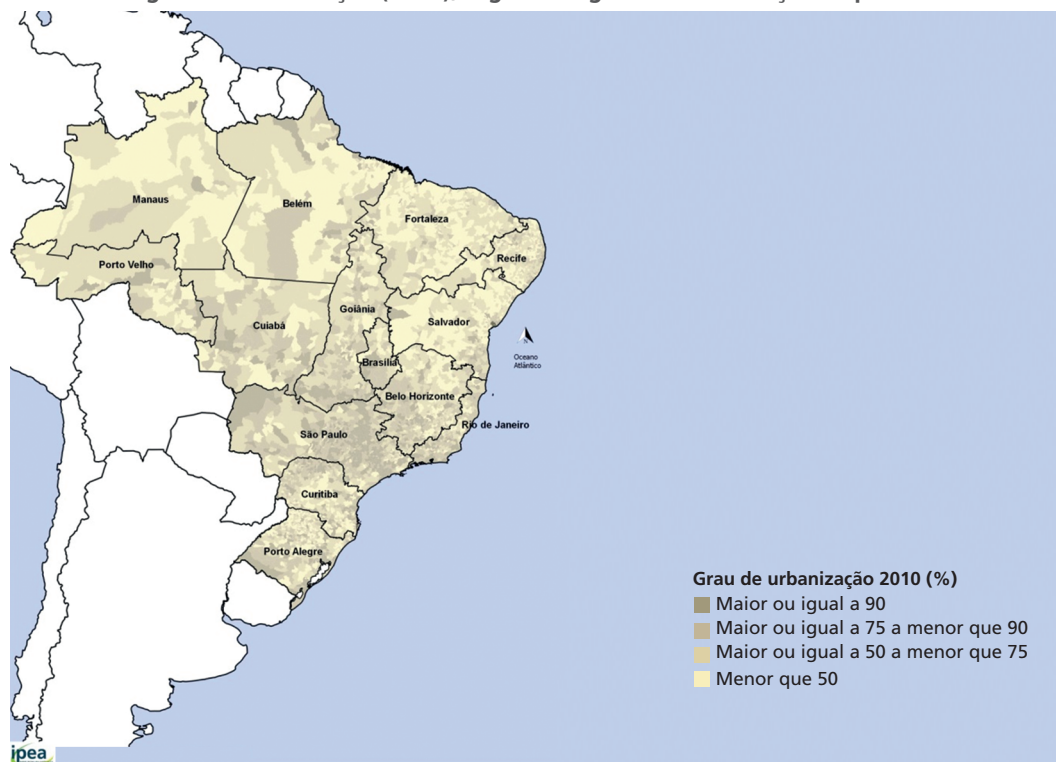 Manaus
Belém
Fortaleza
Porto Velho
Recife
Goiânia
Cuiabá
Salvador
N
Oceano
Atlântico
Brasília
Belo Horizonte
Rio de Janeiro
São Paulo
Curitiba
Porto Alegre
Grau de urbanização 2010 (%)
Maior ou igual a 90
Maior ou igual a 75 a menor que 90
Maior ou igual a 50 a menor que 75
Menor que 50
ipea